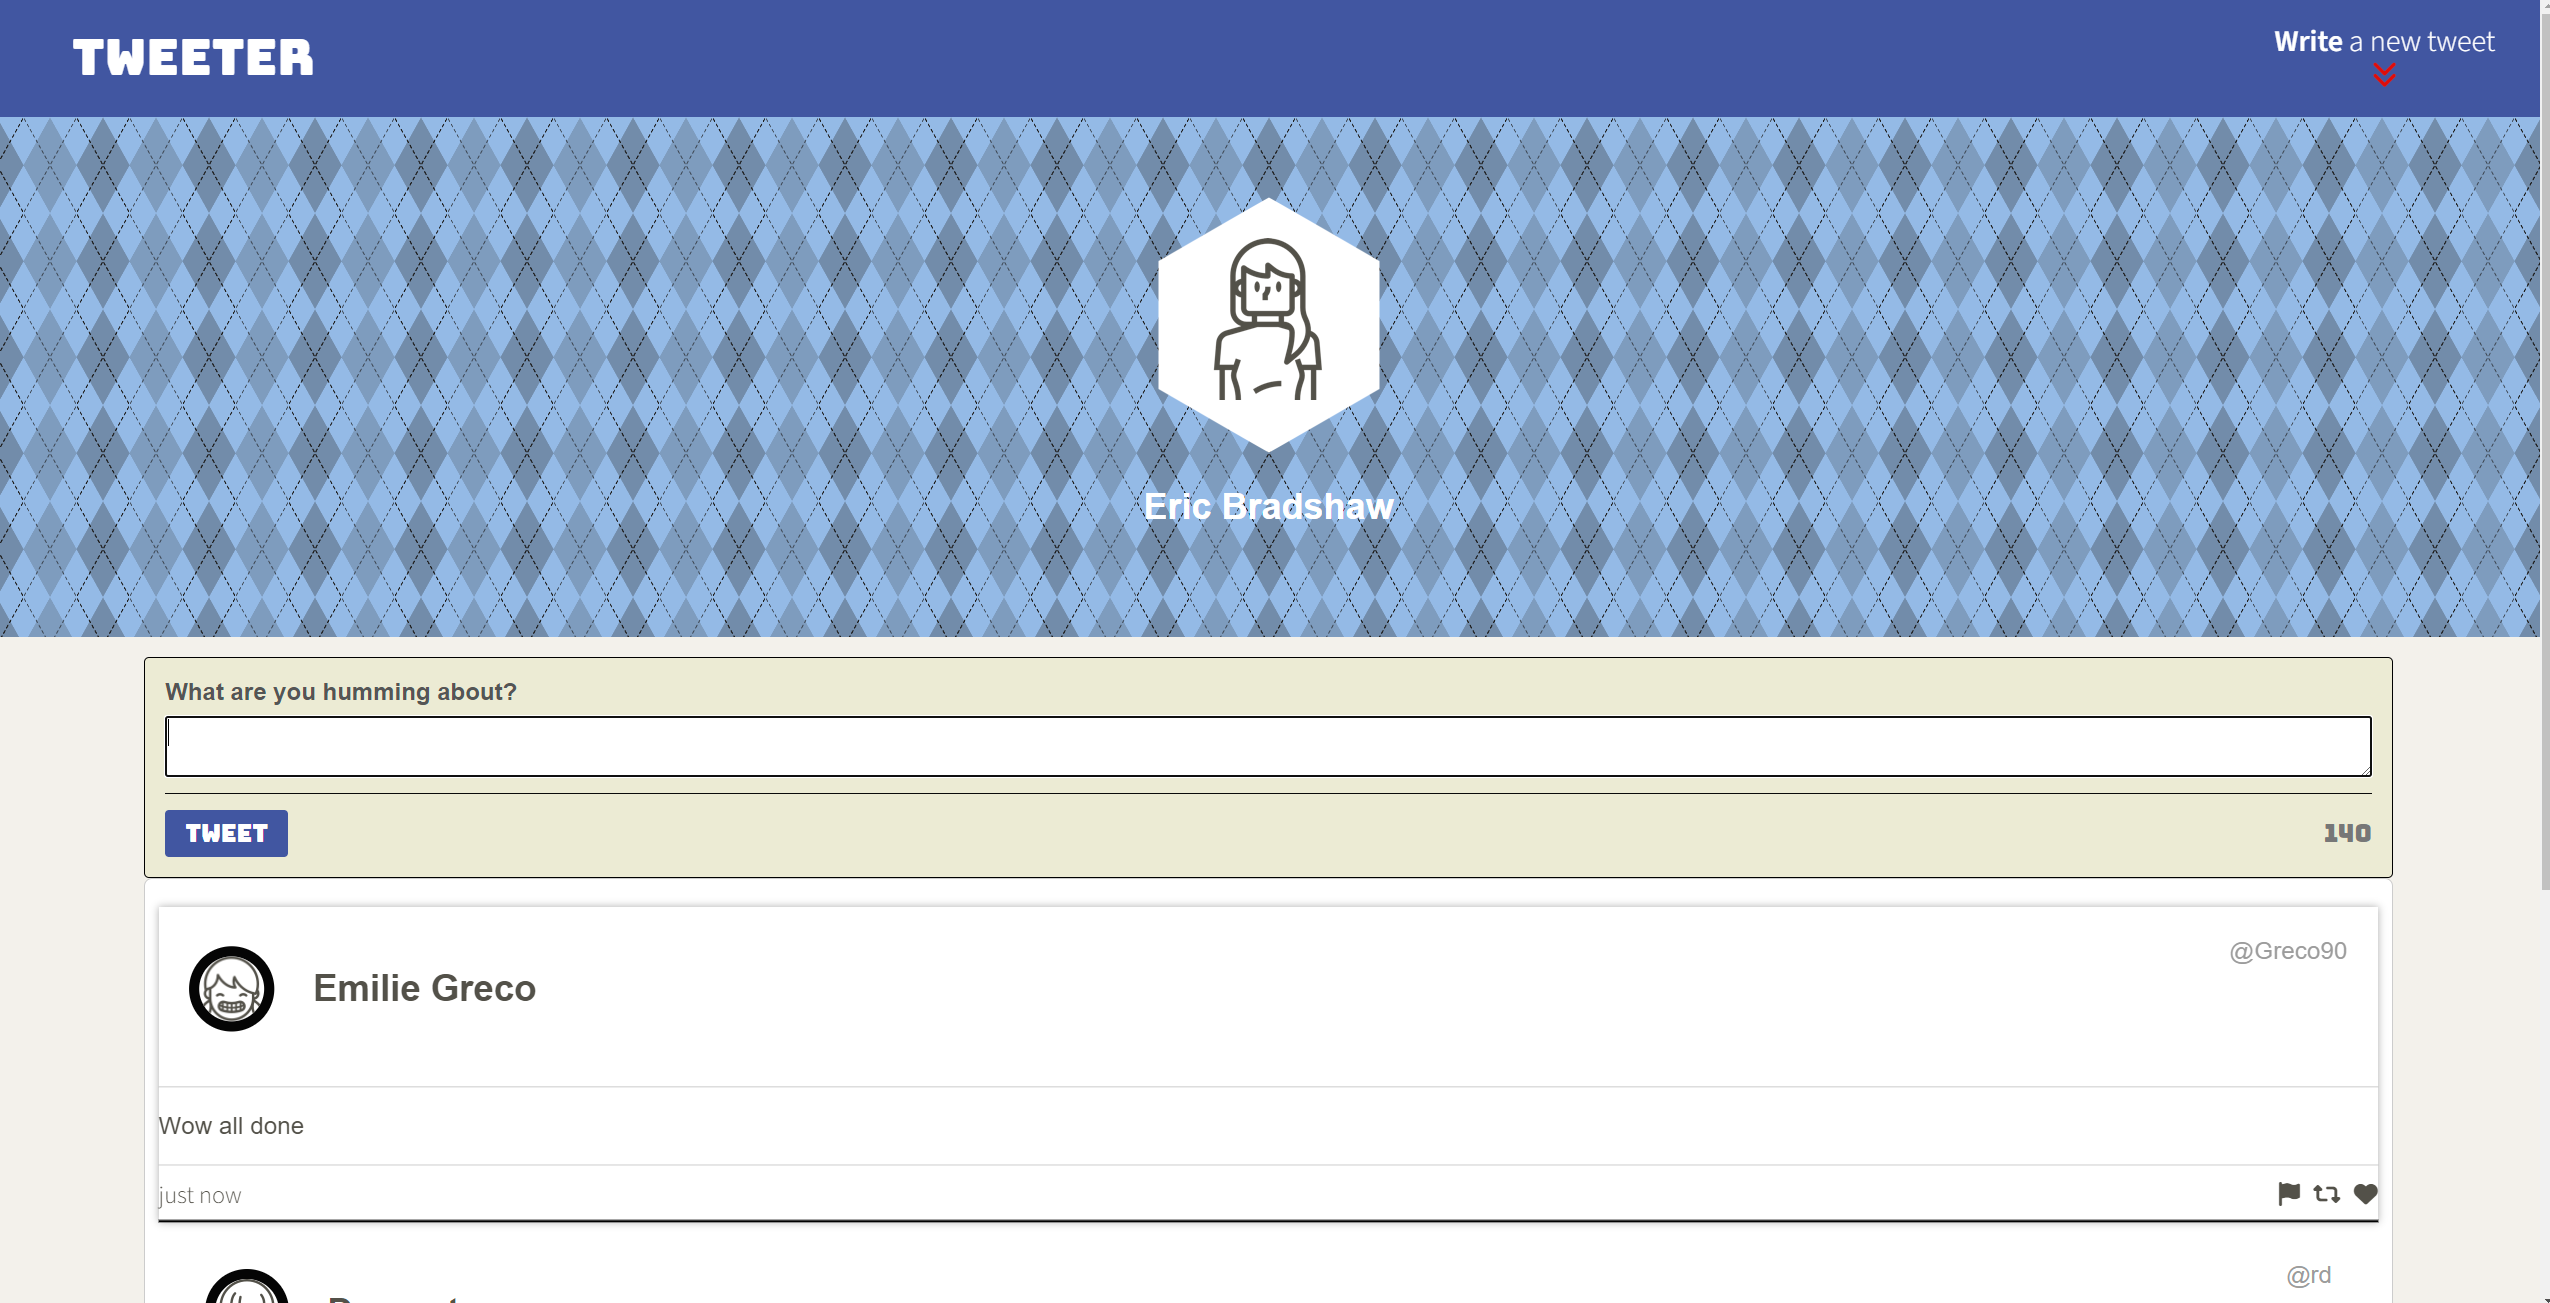 TWEETER
Write a new tweet
Eric Bradshaw
What are you humming about?
TWEET
140
Emilie Greco
@Greco90
Wow all done
just now
@rd